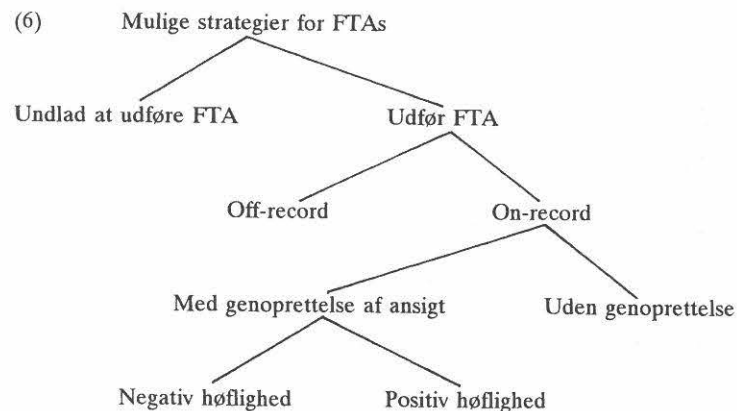 (6) Mulige strategier for FTAs
Undlad at udføre FTA Udfør FTA
Off-record On-record
Med genoprettelse af ansigt Uden genoprettelse
Negativ høflighed Positiv høflighed